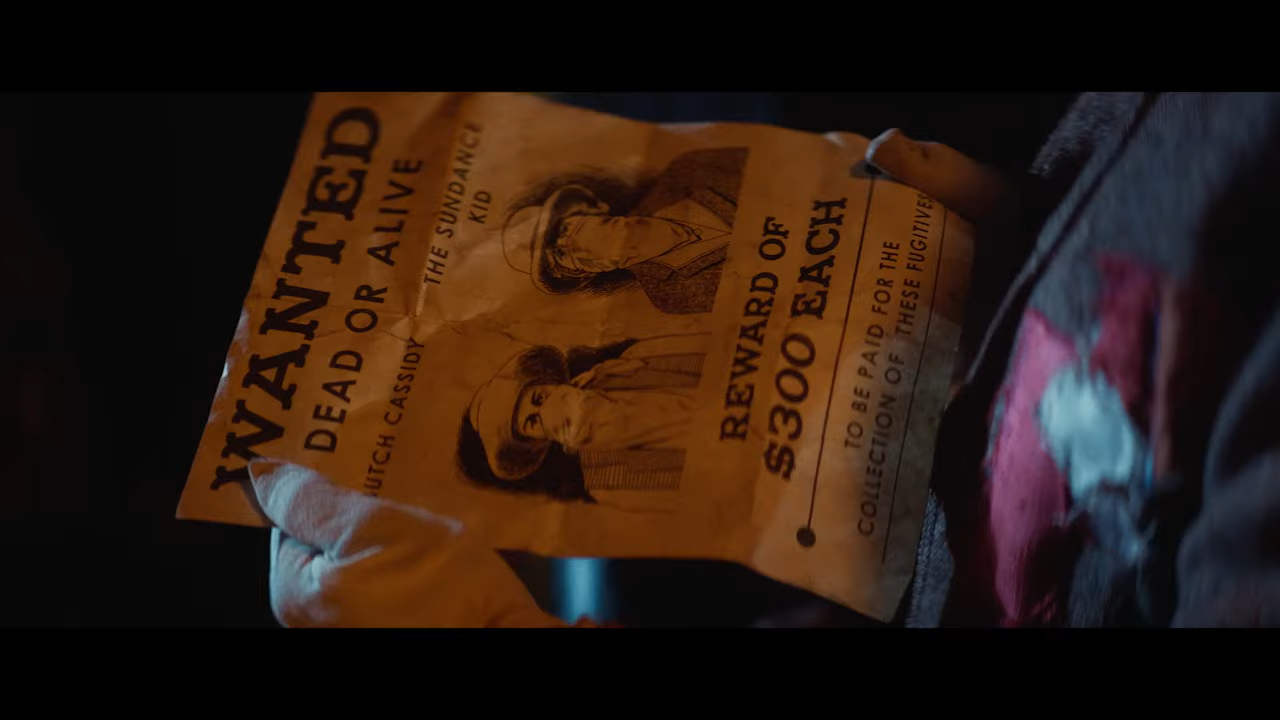 WANTED
DEAD OR ALIVE
BUTCH CASSIDY
THE SUNDANCE
KID
REWARD OF
$300 EACH
TO BE PAID FOR THE
COLLECTION OF THESE FUGITIVES